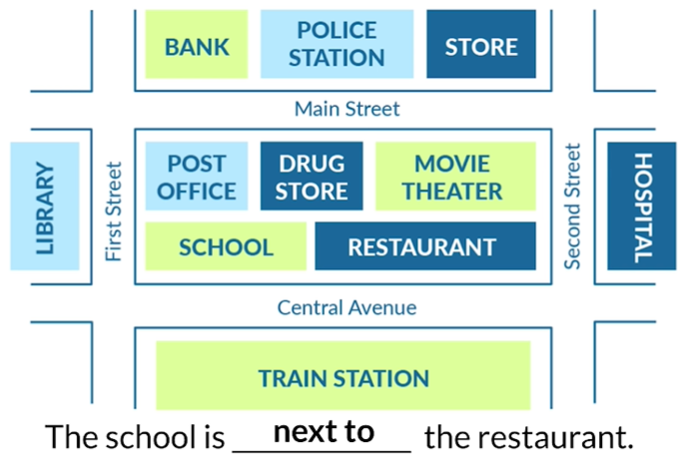 BANK
POLICE
STATION
STORE
Main Street
LIBRARY
First Street
POST
OFFICE
DRUG
STORE
MOVIE
THEATER
Second Street
HOSPITAL
SCHOOL
RESTAURANT
Central Avenue
TRAIN STATION
The school is next to the restaurant.